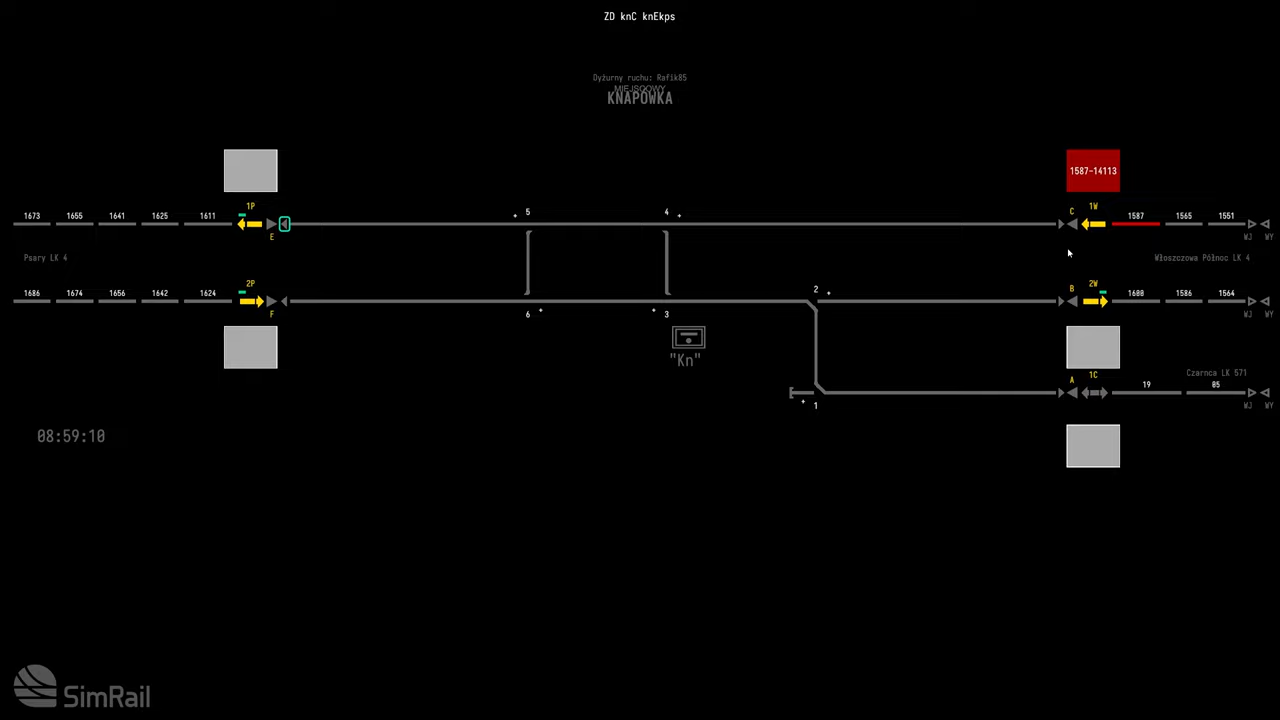 ZD knC knEkps
Dyżurny ruchu: Rafik85
MIEJSCOWY
KNAPÓWKA
1587-14113
1673 1655 1641 1625 1611 1P 5 4 C 1W 1587 1565 1551
E WJ WY
Psary LK 4 Włoszczowa Północ LK 4
1686 1674 1656 1642 1624 2P 2 B 2W 1600 1586 1564
F 6 3 WJ WY
"Kn"
Czarnca LK 571
A 1C 19 05
1 WJ WY
08:59:10
SimRail